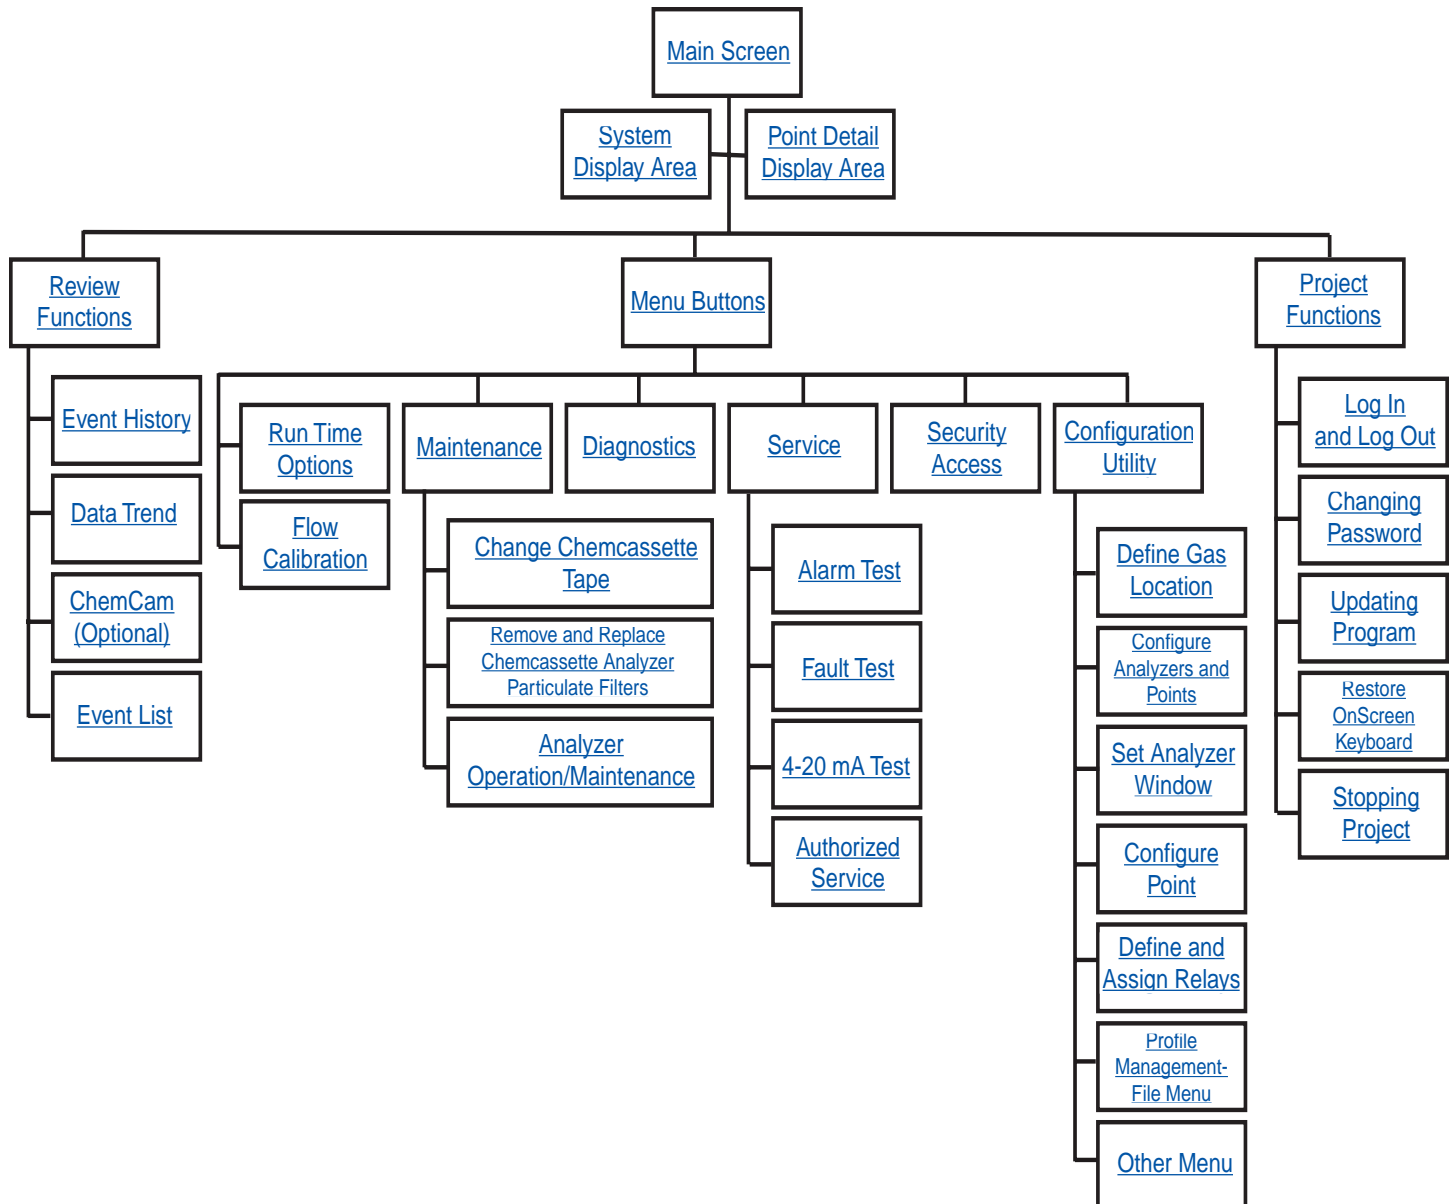 Main Screen
System
Display Area
Point Detail
Display Area
Review
Functions
Menu Buttons
Project
Functions
Event History
Data Trend
ChemCam
(Optional)
Event List
Run Time
Options
Flow
Calibration
Maintenance
Diagnostics
Service
Security
Access
Configuration
Utility
Change Chemcassette
Tape
Remove and Replace
Chemcassette Analyzer
Particulate Filters
Analyzer
Operation/Maintenance
Alarm Test
Fault Test
4-20 mA Test
Authorized
Service
Define Gas
Location
Configure
Analyzers and
Points
Set Analyzer
Window
Configure
Point
Define and
Assign Relays
Profile
Management-
File Menu
Other Menu
Log In
and Log Out
Changing
Password
Updating
Program
Restore
OnScreen
Keyboard
Stopping
Project